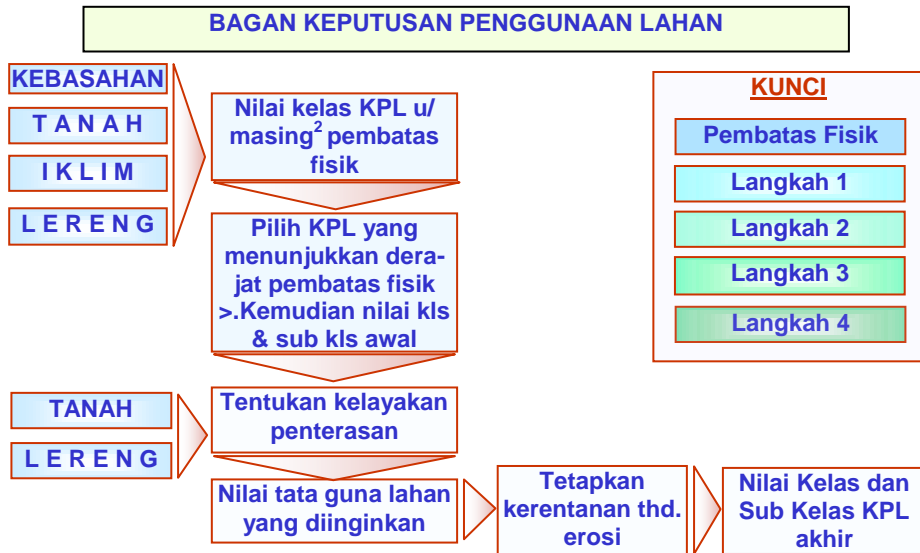 BAGAN KEPUTUSAN PENGGUNAAN LAHAN
KEBASAHAN
T A N A H
I K L I M
L E R E N G
Nilai kelas KPL u/
masing² pembatas
fisik
Pilih KPL yang
menunjukkan dera-
jat pembatas fisik
>.Kemudian nilai kls
& sub kls awal
TANAH
L E R E N G
Tentukan kelayakan
penterasan
Nilai tata guna lahan
yang diinginkan
Tetapkan
kerentanan thd.
erosi
Nilai Kelas dan
Sub Kelas KPL
akhir
KUNCI
Pembatas Fisik
Langkah 1
Langkah 2
Langkah 3
Langkah 4